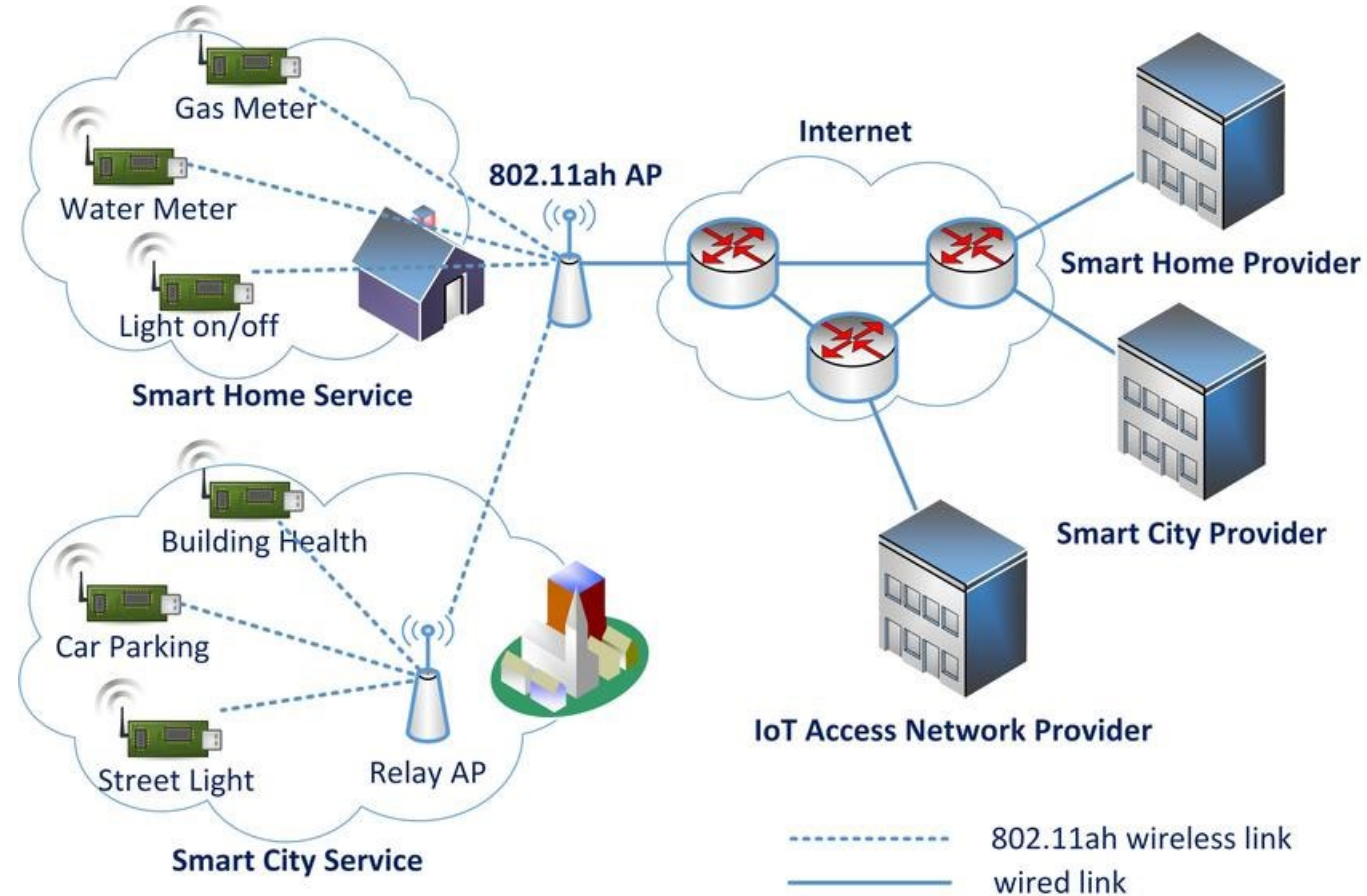 Gas Meter
Water Meter
Light on/off
Smart Home Service
802.11ah AP
Internet
Smart Home Provider
Smart City Provider
IoT Access Network Provider
Building Health
Car Parking
Street Light
Relay AP
Smart City Service
802.11ah wireless link
wired link